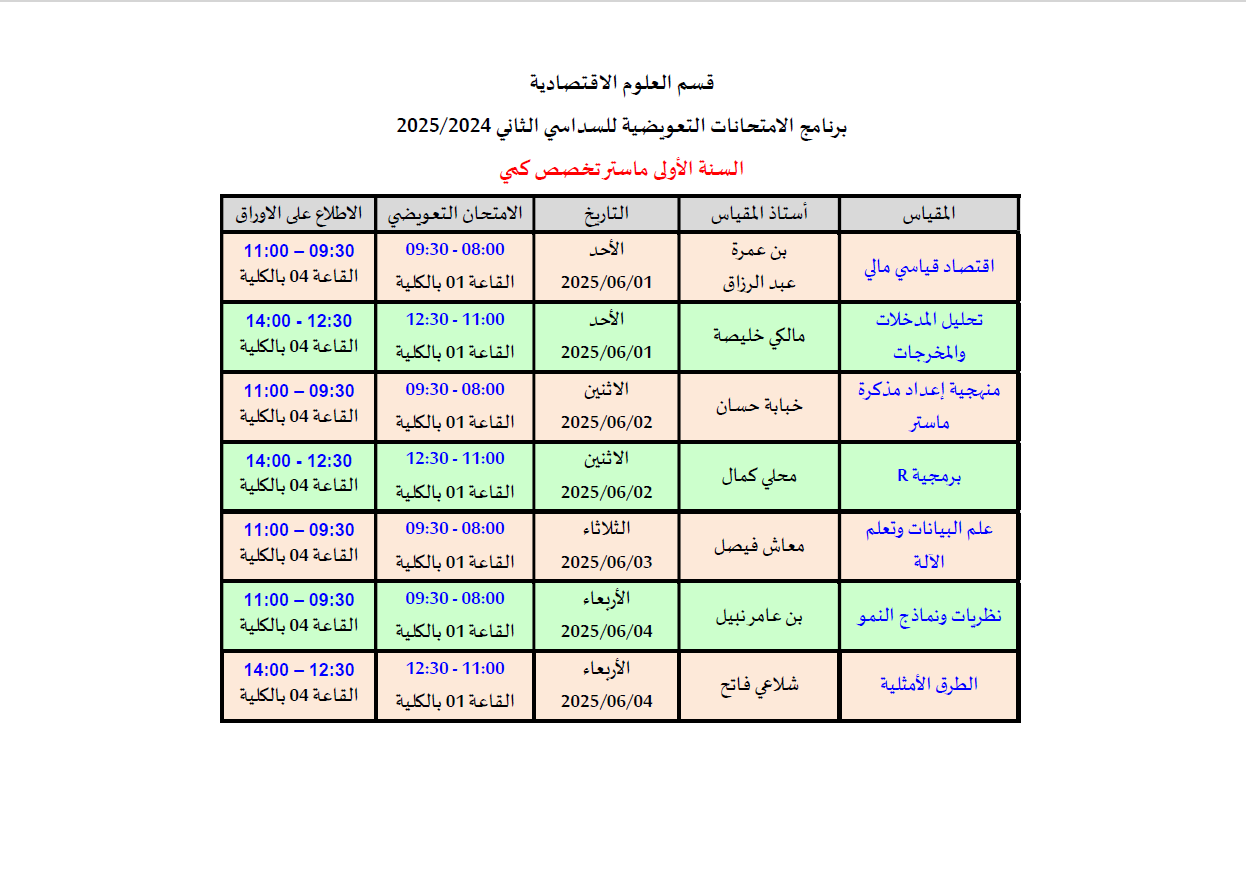 قسم العلوم الاقتصادية
برنامج الامتحانات التعويضية للسداسي الثاني 2025/2024
السنة الأولى ماستر تخصص كمي
المقياس أستاذ المقياس التاريخ الامتحان التعويضي الاطلاع على الاوراق
اقتصاد قياسي مالي
بن عمرة
عبد الرزاق
الأحد
2025/06/01
09:30 - 08:00
القاعة 01 بالكلية
11:00 – 09:30
القاعة 04 بالكلية
تحليل المدخلات
والمخرجات
مالكي خليصة
الأحد
2025/06/01
12:30 - 11:00
القاعة 01 بالكلية
14:00 - 12:30
القاعة 04 بالكلية
منهجية إعداد مذكرة
ماستر
خبابة حسان
الاثنين
2025/06/02
09:30 - 08:00
القاعة 01 بالكلية
11:00 – 09:30
القاعة 04 بالكلية
برمجية R
محلي كمال
الاثنين
2025/06/02
12:30 - 11:00
القاعة 01 بالكلية
14:00 - 12:30
القاعة 04 بالكلية
علم البيانات وتعلم
الآلة
معاش فيصل
الثلاثاء
2025/06/03
09:30 - 08:00
القاعة 01 بالكلية
11:00 – 09:30
القاعة 04 بالكلية
نظريات ونماذج النمو
بن عامر نبيل
الأربعاء
2025/06/04
09:30 - 08:00
القاعة 01 بالكلية
11:00 – 09:30
القاعة 04 بالكلية
الطرق الأمثلية
شلاعي فاتح
الأربعاء
2025/06/04
12:30 - 11:00
القاعة 01 بالكلية
14:00 – 12:30
القاعة 04 بالكلية